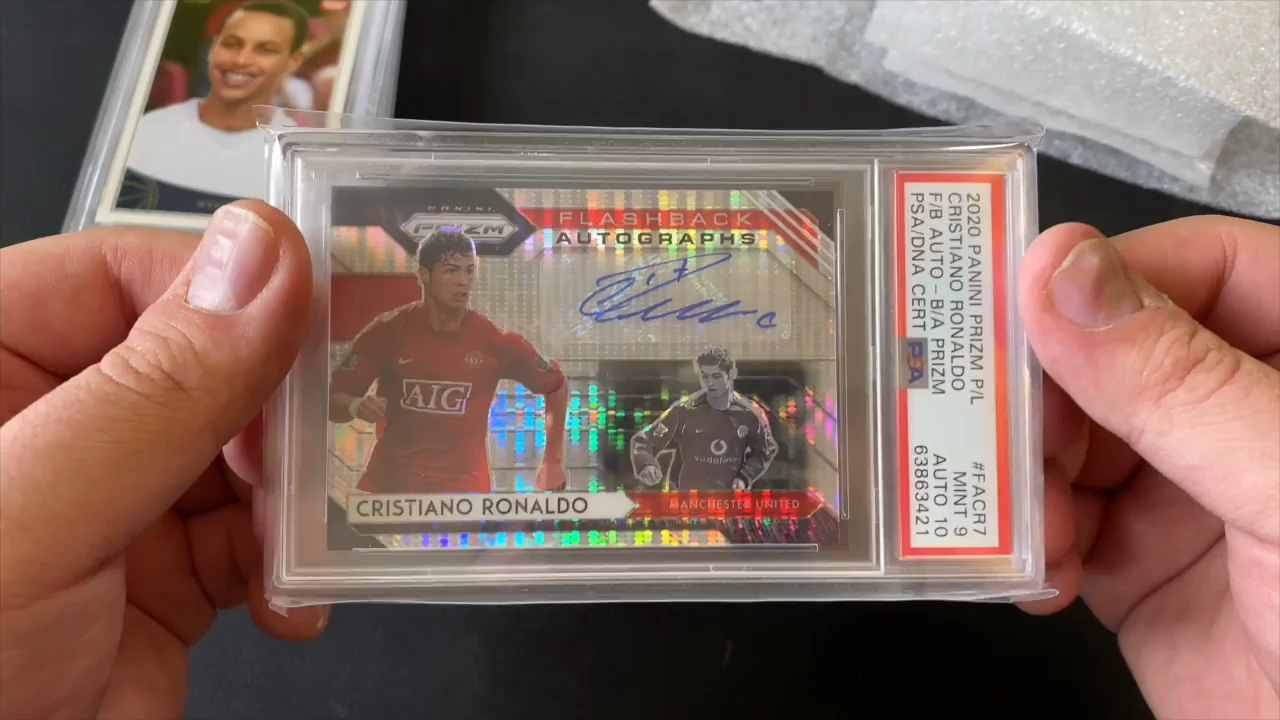 PANINI
PRIZM
FLASHBACK
AUTOGRAPHS
AIG
vodafone
CRISTIANO RONALDO
MANCHESTER UNITED
2020 PANINI PRIZM P/L #FACR7
CRISTIANO RONALDO MINT 9
F/B AUTO - B/A PRIZM AUTO 10
PSA/DNA CERT 63863421
PSA